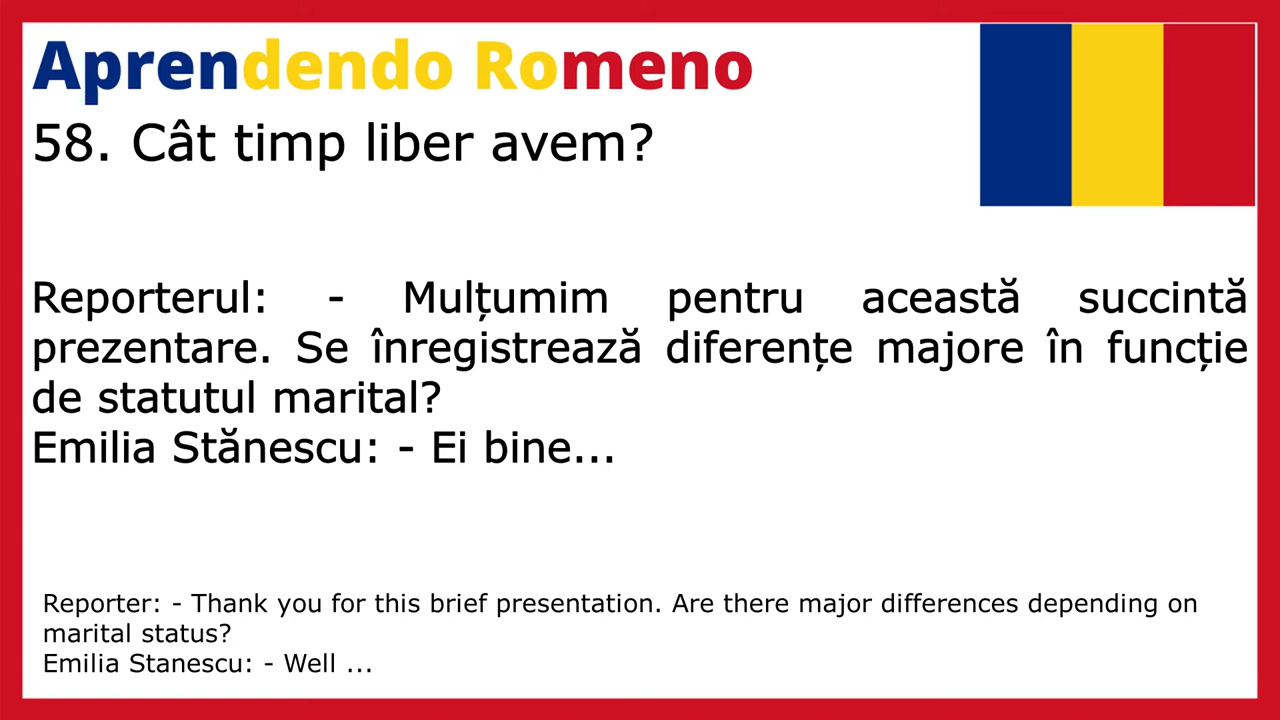 Aprendendo Romeno
58. Cât timp liber avem?
Reporterul: - Mulțumim pentru această succintă
prezentare. Se înregistrează diferențe majore în funcție
de statutul marital?
Emilia Stănescu: - Ei bine...
Reporter: - Thank you for this brief presentation. Are there major differences depending on
marital status?
Emilia Stanescu: - Well ...